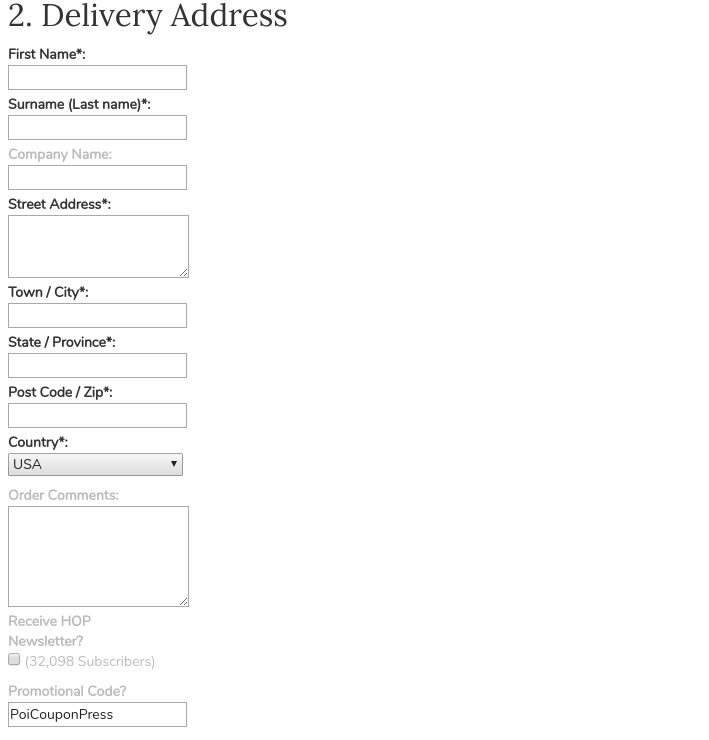 2. Delivery Address
First Name*:
Surname (Last name)*:
Company Name:
Street Address*:
Town / City*:
State / Province*:
Post Code / Zip*:
Country*:
USA
Order Comments:
Receive HOP
Newsletter?
(32,098 Subscribers)
Promotional Code?
PoiCouponPress